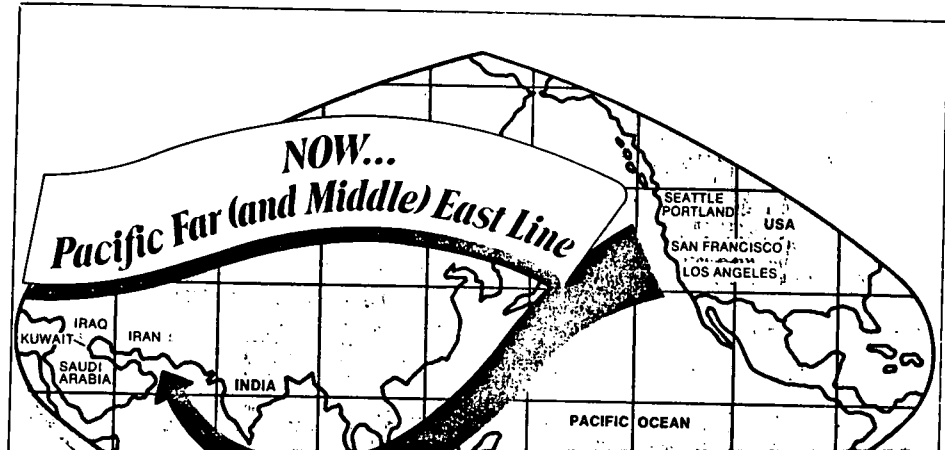 NOW...
Pacific Far (and Middle) East Line
SEATTLE
PORTLAND
USA
SAN FRANCISCO
LOS ANGELES
IRAQ
KUWAIT
IRAN
SAUDI
ARABIA
INDIA
PACIFIC OCEAN